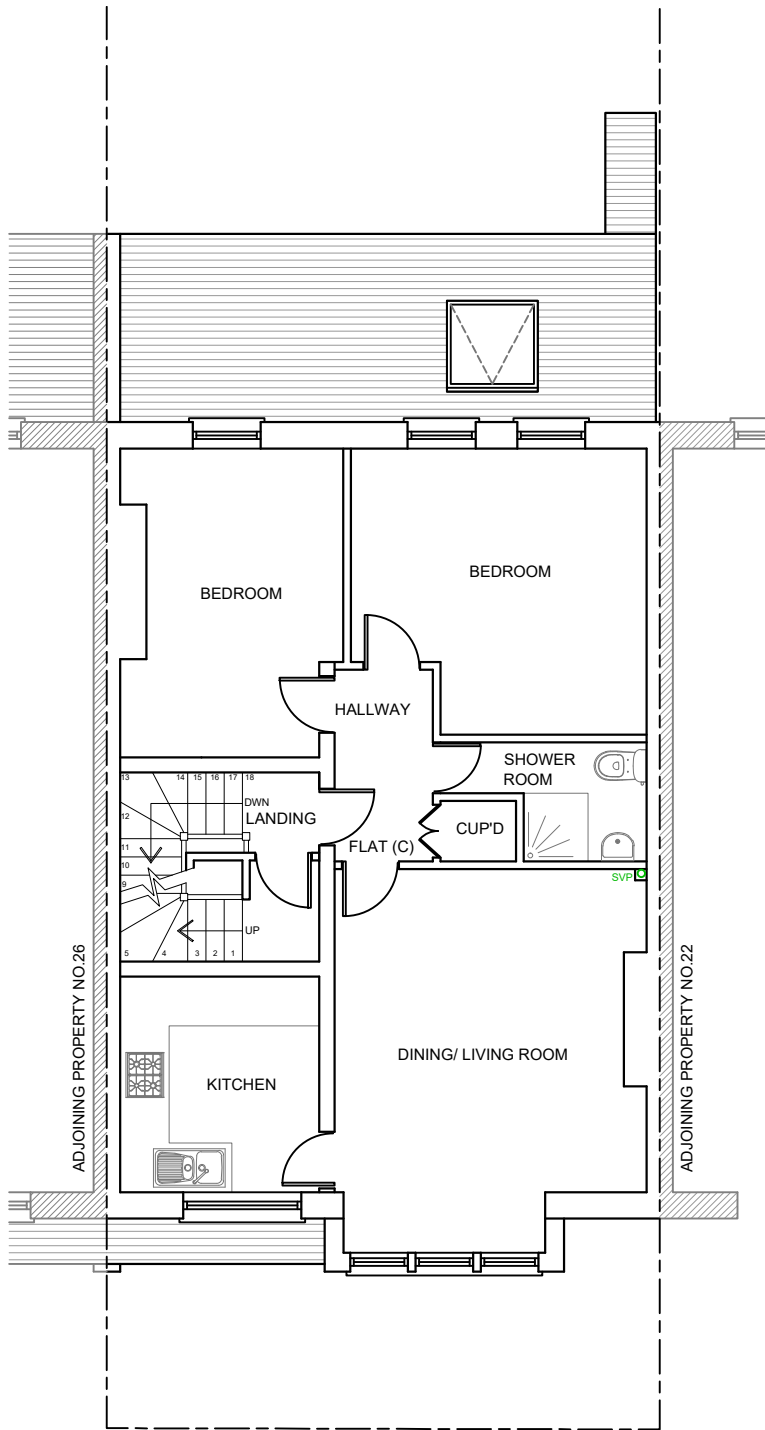 BEDROOM
BEDROOM
HALLWAY
SHOWER
ROOM
13
14
15
16
17
18
DWN
LANDING
12
11
10
9
FLAT (C)
CUP'D
SVP
UP
5
4
3
2
1
ADJOINING PROPERTY NO.26
ADJOINING PROPERTY NO.22
DINING/ LIVING ROOM
KITCHEN